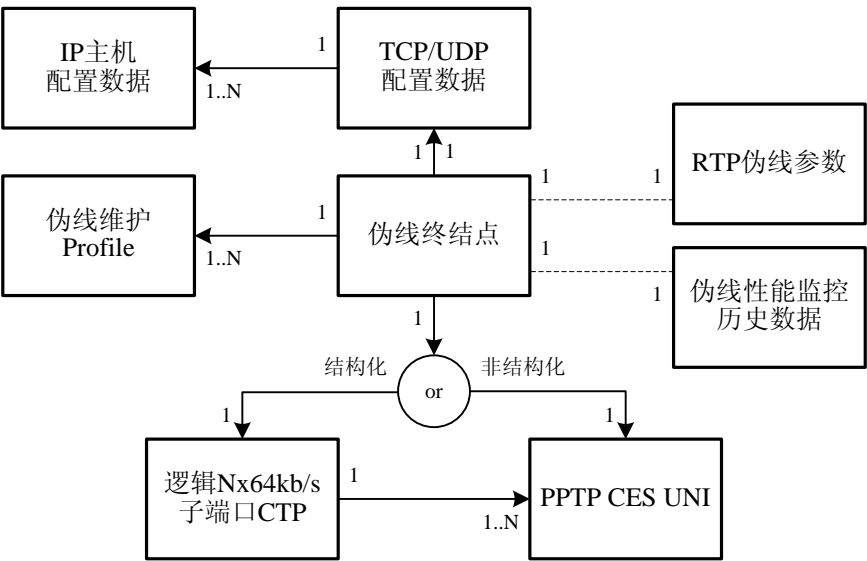 IP主机
配置数据
1
1..N
TCP/UDP
配置数据
1
1
RTP伪线参数
伪线维护
Profile
1
1..N
伪线终结点
1
1
1
1
伪线性能监控
历史数据
1
结构化
or
非结构化
1
1
逻辑Nx64kb/s
子端口CTP
1
1..N
PPTP CES UNI